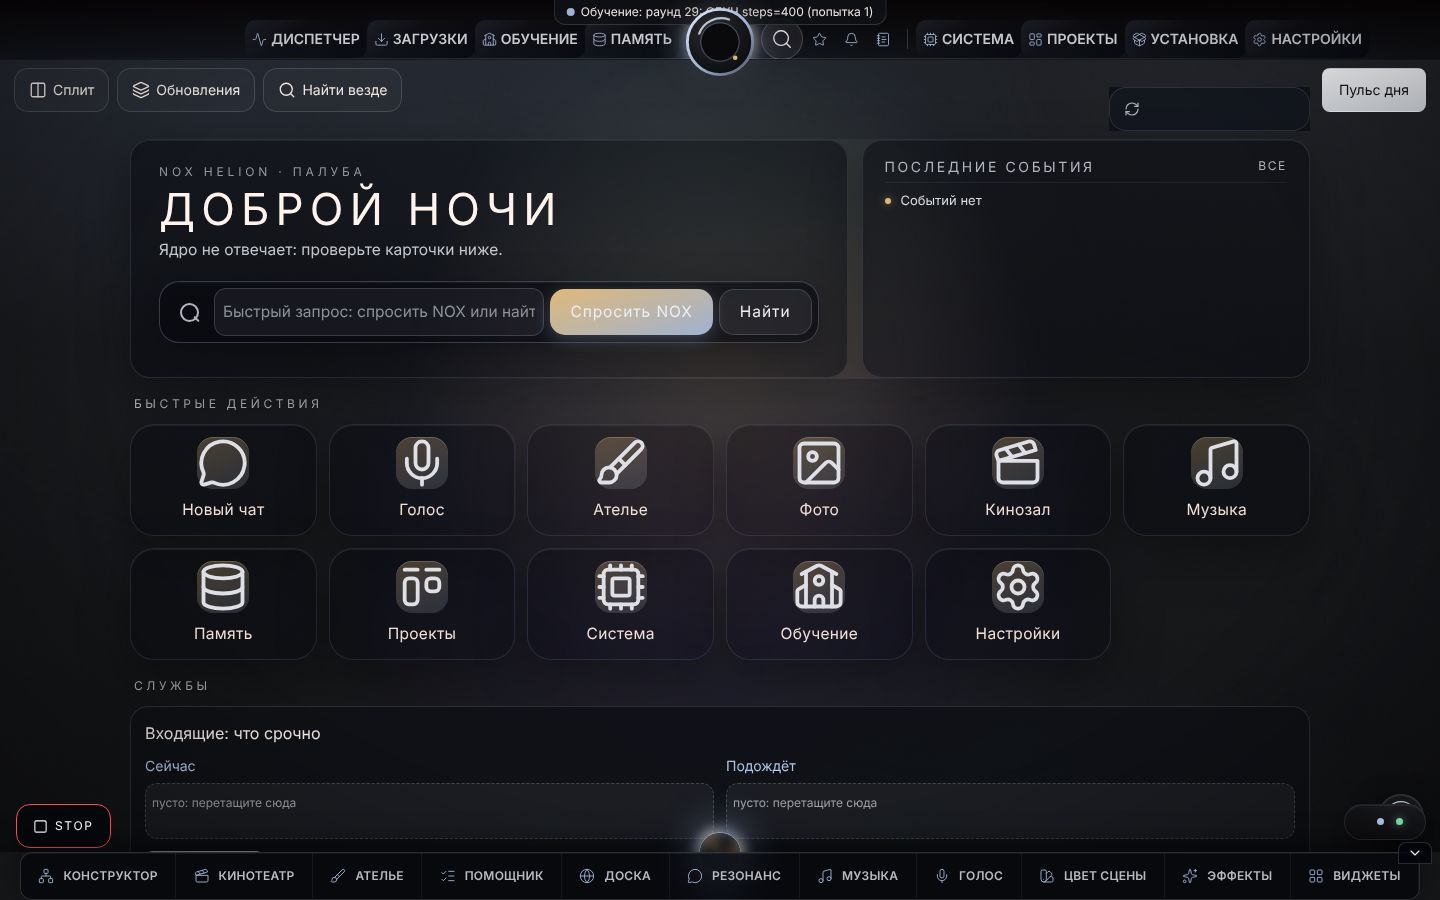 Обучение: раунд 29: steps=400 (попытка 1)
ДИСПЕТЧЕР ЗАГРУЗКИ ОБУЧЕНИЕ ПАМЯТЬ СИСТЕМА ПРОЕКТЫ УСТАНОВКА НАСТРОЙКИ
Сплит Обновления Найти везде Пульс дня
NOX HELION · ПАЛУБА
ДОБРОЙ НОЧИ
Ядро не отвечает: проверьте карточки ниже.
Быстрый запрос: спросить NOX или найт Спросить NOX Найти
ПОСЛЕДНИЕ СОБЫТИЯ ВСЕ
Событий нет
БЫСТРЫЕ ДЕЙСТВИЯ
Новый чат Голос Ателье Фото Кинозал Музыка
Память Проекты Система Обучение Настройки
СЛУЖБЫ
Входящие: что срочно
Сейчас Подождёт
пусто: перетащите сюда пусто: перетащите сюда
STOP
КОНСТРУКТОР КИНОТЕАТР АТЕЛЬЕ ПОМОЩНИК ДОСКА РЕЗОНАНС МУЗЫКА ГОЛОС ЦВЕТ СЦЕНЫ ЭФФЕКТЫ ВИДЖЕТЫ